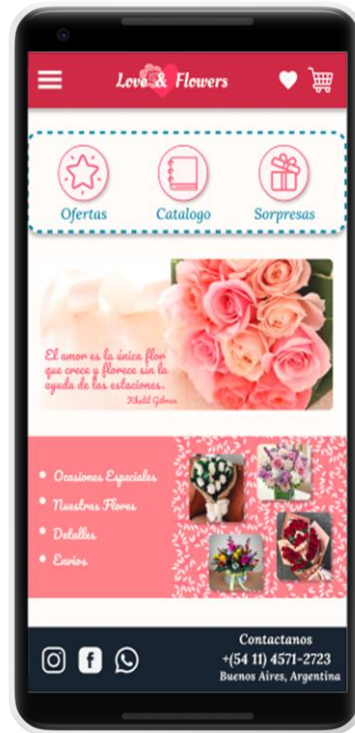 Love & Flowers
Ofertas
Catalogo
Sorpresas
El amor es la única flor
que crece y florece sin la
ayuda de las estaciones.
Khalil Gibran
Ocasiones Especiales
Nuestras Flores
Detalles
Envios
f
Contactanos
+(54 11) 4571-2723
Buenos Aires, Argentina